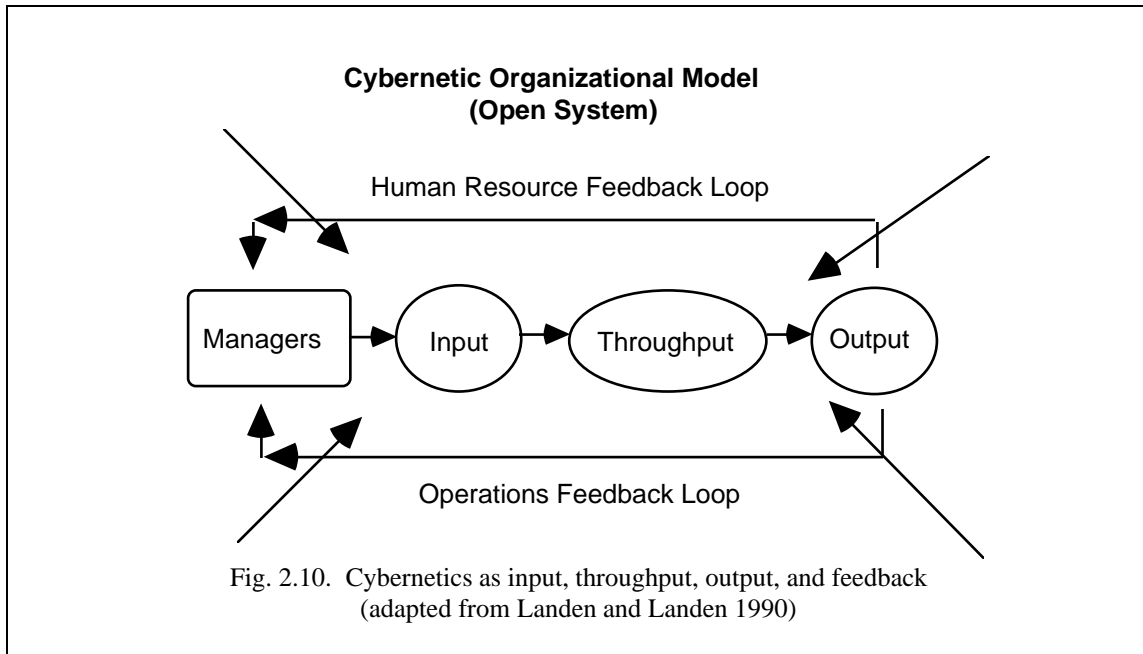 Cybernetic Organizational Model
(Open System)
Human Resource Feedback Loop
Managers
Input
Throughput
Output
Operations Feedback Loop
Fig. 2.10. Cybernetics as input, throughput, output, and feedback
(adapted from Landen and Landen 1990)